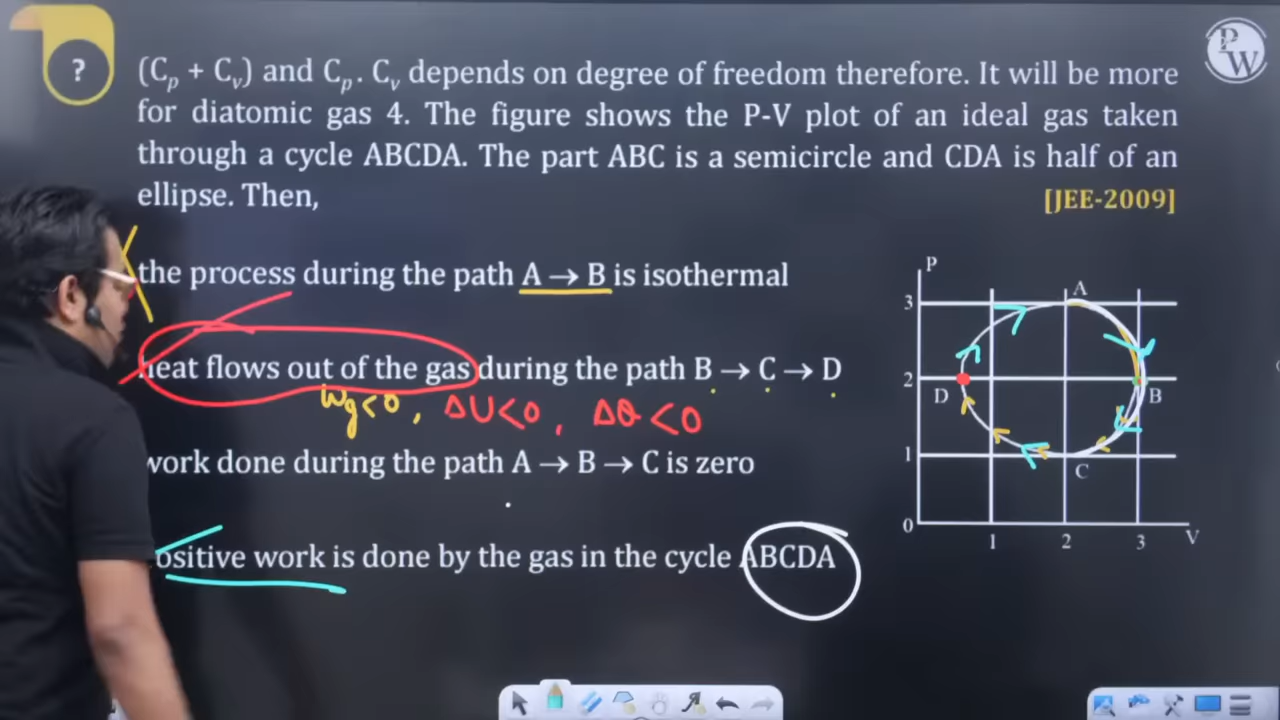 ?
(Cp + Cv) and Cp. Cv depends on degree of freedom therefore. It will be more
for diatomic gas 4. The figure shows the P-V plot of an ideal gas taken
through a cycle ABCDA. The part ABC is a semicircle and CDA is half of an
ellipse. Then,
[JEE-2009]
PW
the process during the path A → B is isothermal
heat flows out of the gas during the path B → C → D
Wg<0, ΔU<0, ΔQ<0
work done during the path A → B → C is zero
ositive work is done by the gas in the cycle ABCDA
P
3
A
2
D
B
1
C
0
1 2 3 V